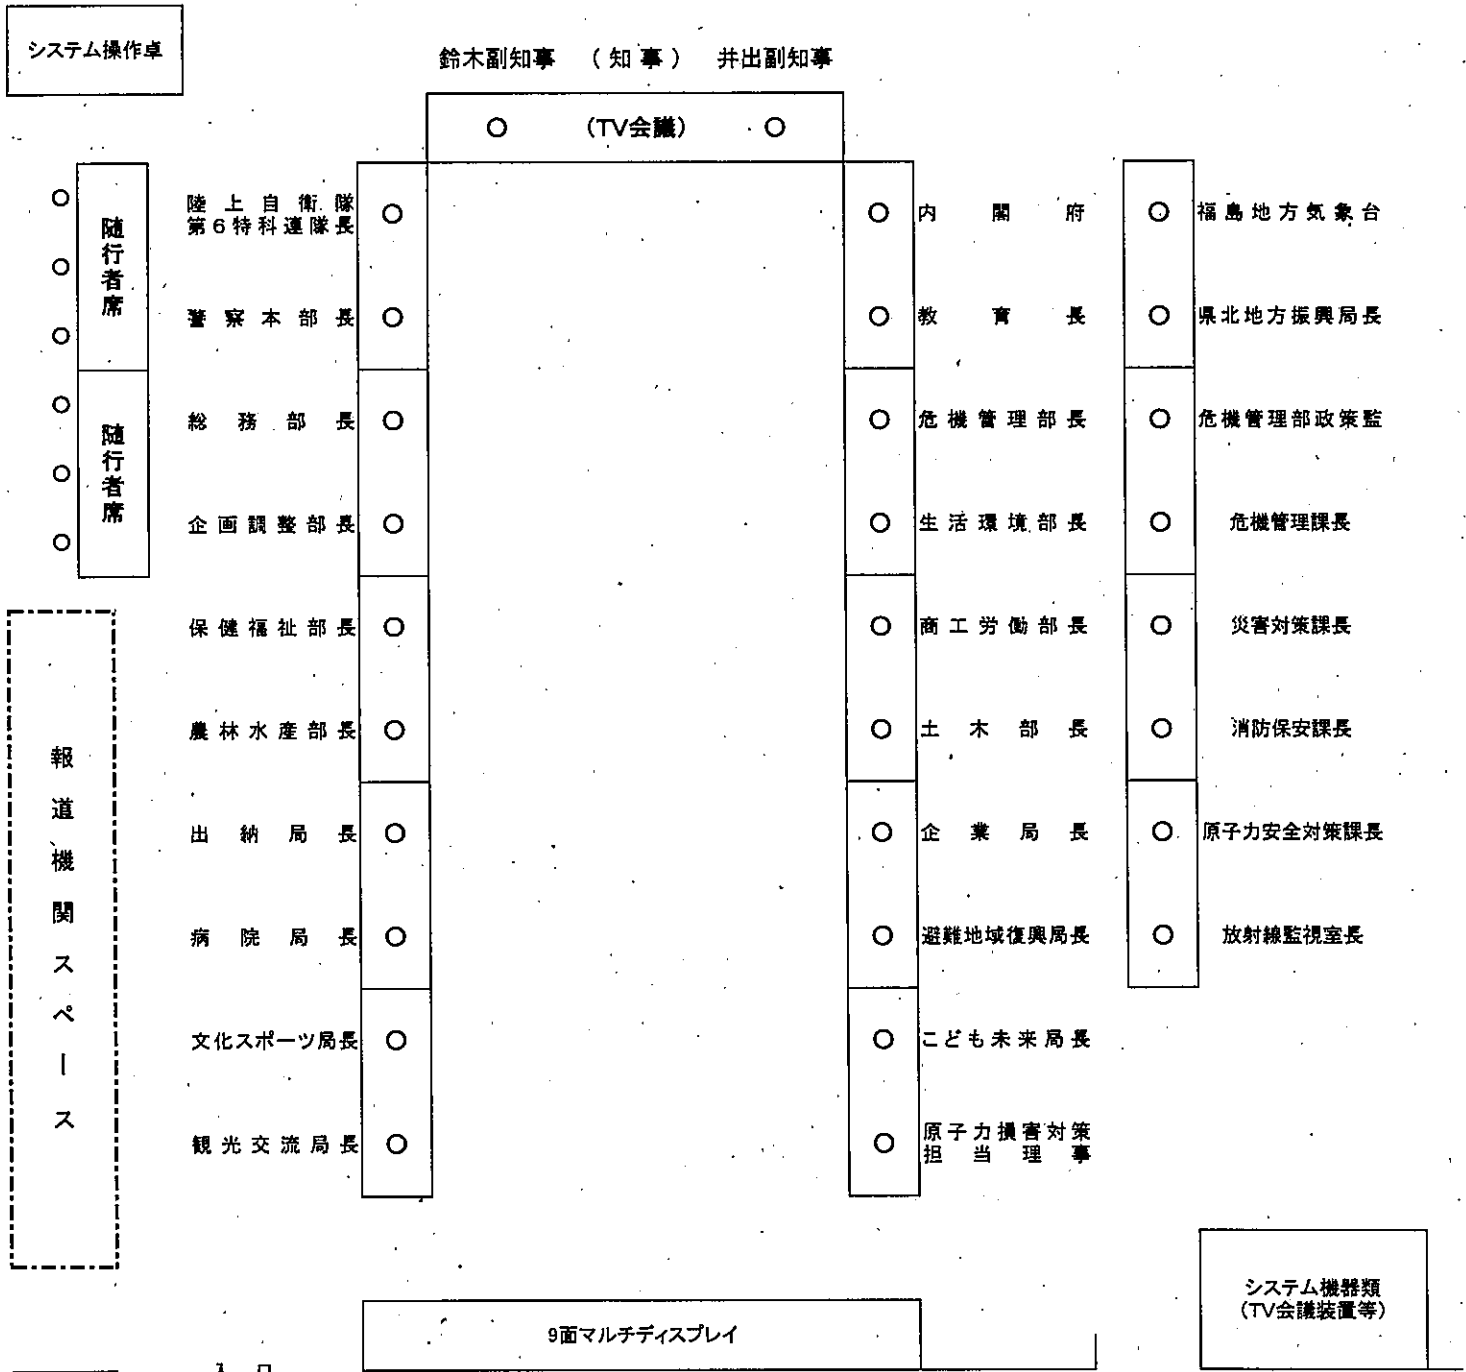 システム操作卓
鈴木副知事 （知事） 井出副知事
（TV会議）
随行者席
随行者席
陸上自衛隊
第6特科連隊長
警察本部長
総務部長
企画調整部長
保健福祉部長
農林水産部長
出納局長
病院局長
文化スポーツ局長
観光交流局長
内閣府
教育長
危機管理部長
生活環境部長
商工労働部長
土木部長
企業局長
避難地域復興局長
こども未来局長
原子力損害対策
担当理事
福島地方気象台
県北地方振興局長
危機管理部政策監
危機管理課長
災害対策課長
消防保安課長
原子力安全対策課長
放射線監視室長
報道機関スペース
システム機器類
（TV会議装置等）
9面マルチディスプレイ
入口